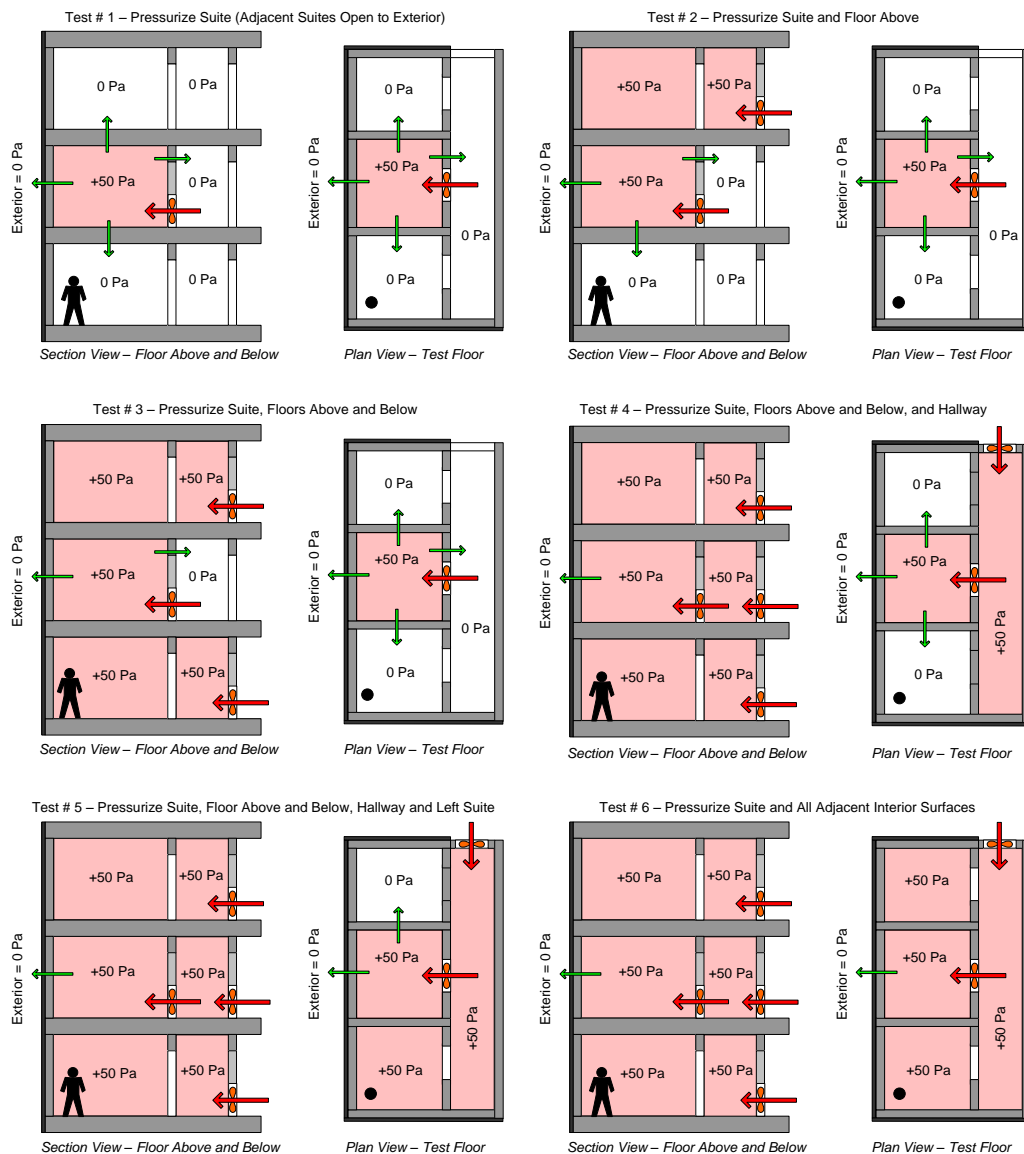 Test # 1 – Pressurize Suite (Adjacent Suites Open to Exterior)
Exterior = 0 Pa
0 Pa
0 Pa
+50 Pa
0 Pa
0 Pa
0 Pa
Section View – Floor Above and Below
Exterior = 0 Pa
0 Pa
+50 Pa
0 Pa
0 Pa
Plan View – Test Floor
Test # 2 – Pressurize Suite and Floor Above
Exterior = 0 Pa
+50 Pa
+50 Pa
+50 Pa
0 Pa
0 Pa
0 Pa
Section View – Floor Above and Below
Exterior = 0 Pa
0 Pa
+50 Pa
0 Pa
0 Pa
Plan View – Test Floor
Test # 3 – Pressurize Suite, Floors Above and Below
Exterior = 0 Pa
+50 Pa
+50 Pa
+50 Pa
0 Pa
+50 Pa
+50 Pa
Section View – Floor Above and Below
Exterior = 0 Pa
0 Pa
+50 Pa
0 Pa
0 Pa
Plan View – Test Floor
Test # 4 – Pressurize Suite, Floors Above and Below, and Hallway
Exterior = 0 Pa
+50 Pa
+50 Pa
+50 Pa
+50 Pa
+50 Pa
+50 Pa
Section View – Floor Above and Below
Exterior = 0 Pa
0 Pa
+50 Pa
+50 Pa
0 Pa
Plan View – Test Floor
Test # 5 – Pressurize Suite, Floor Above and Below, Hallway and Left Suite
Exterior = 0 Pa
+50 Pa
+50 Pa
+50 Pa
+50 Pa
+50 Pa
+50 Pa
Section View – Floor Above and Below
Exterior = 0 Pa
0 Pa
+50 Pa
+50 Pa
+50 Pa
Plan View – Test Floor
Test # 6 – Pressurize Suite and All Adjacent Interior Surfaces
Exterior = 0 Pa
+50 Pa
+50 Pa
+50 Pa
+50 Pa
+50 Pa
+50 Pa
Section View – Floor Above and Below
Exterior = 0 Pa
+50 Pa
+50 Pa
+50 Pa
+50 Pa
Plan View – Test Floor